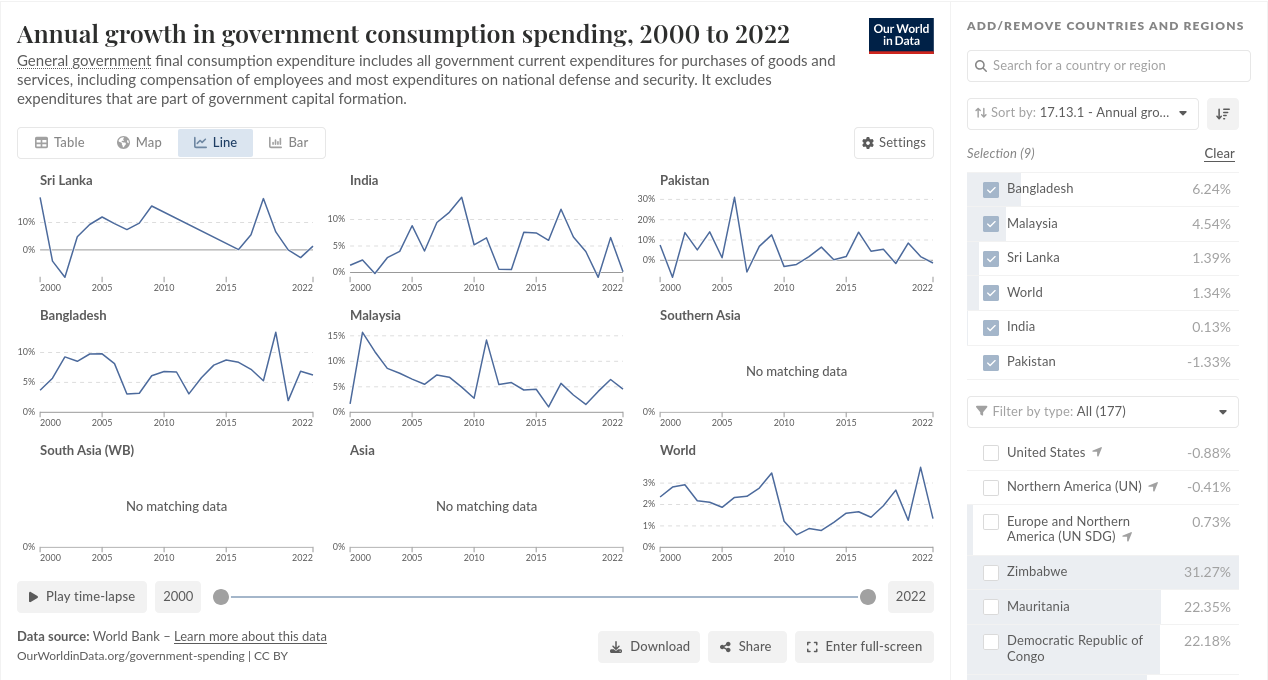 Annual growth in government consumption spending, 2000 to 2022
Our World
in Data
General government final consumption expenditure includes all government current expenditures for purchases of goods and
services, including compensation of employees and most expenditures on national defense and security. It excludes
expenditures that are part of government capital formation.
Table
Map
Line
Bar
Settings
Sri Lanka
10%
0%
2000 2005 2010 2015 2022
India
10%
5%
0%
2000 2005 2010 2015 2022
Pakistan
30%
20%
10%
0%
2000 2005 2010 2015 2022
Bangladesh
10%
5%
0%
2000 2005 2010 2015 2022
Malaysia
15%
10%
5%
0%
2000 2005 2010 2015 2022
Southern Asia
No matching data
0%
2000 2005 2010 2015 2022
South Asia (WB)
No matching data
0%
2000 2005 2010 2015 2022
Asia
No matching data
0%
2000 2005 2010 2015 2022
World
3%
2%
1%
0%
2000 2005 2010 2015 2022
Play time-lapse
2000
2022
Data source: World Bank – Learn more about this data
OurWorldinData.org/government-spending | CC BY
Download
Share
Enter full-screen
ADD/REMOVE COUNTRIES AND REGIONS
Search for a country or region
Sort by: 17.13.1 - Annual gro...
Selection (9) Clear
Bangladesh 6.24%
Malaysia 4.54%
Sri Lanka 1.39%
World 1.34%
India 0.13%
Pakistan -1.33%
Filter by type: All (177)
United States -0.88%
Northern America (UN) -0.41%
Europe and Northern 0.73%
America (UN SDG)
Zimbabwe 31.27%
Mauritania 22.35%
Democratic Republic of 22.18%
Congo